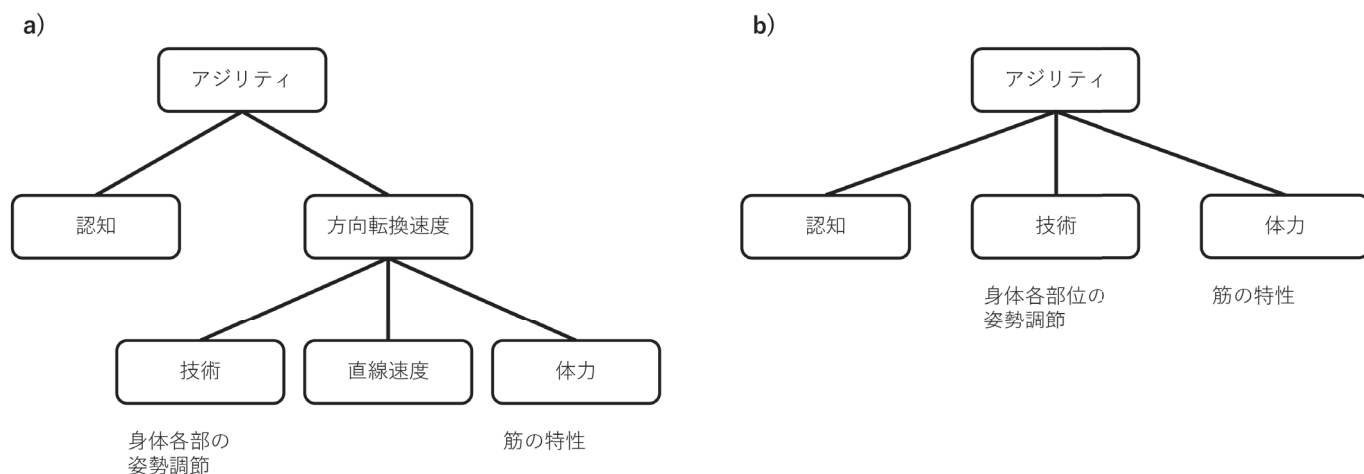 a)
アジリティ
認知
方向転換速度
技術
直線速度
体力
身体各部の
姿勢調節
筋の特性
b)
アジリティ
認知
技術
体力
身体各部位の
姿勢調節
筋の特性